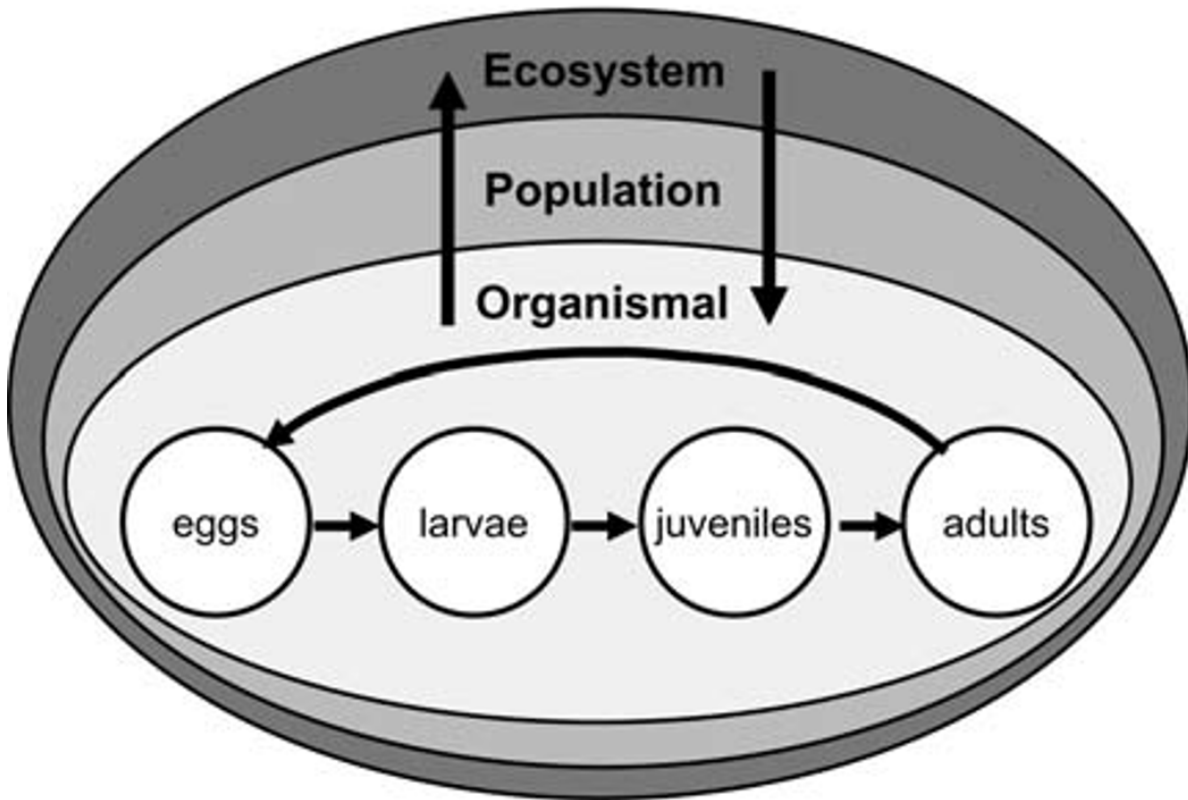 Ecosystem
Population
Organismal
eggs
larvae
juveniles
adults